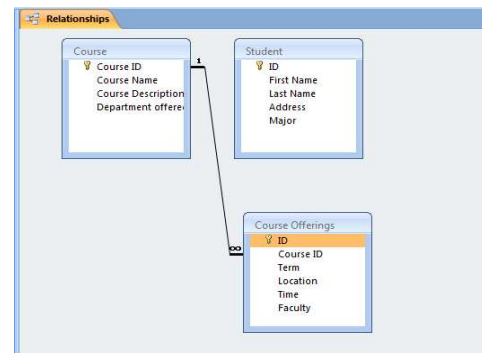 Relationships
Course
Course ID
Course Name
Course Description
Department offere
1
Student
ID
First Name
Last Name
Address
Major
∞
Course Offerings
ID
Course ID
Term
Location
Time
Faculty